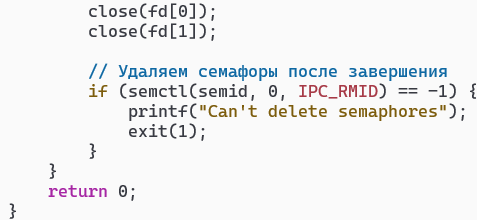 close(fd[0]);
close(fd[1]);
// Удаляем семафоры после завершения
if (semctl(semid, 0, IPC_RMID) == -1) {
printf("Can't delete semaphores");
exit(1);
}
}
return 0;
}